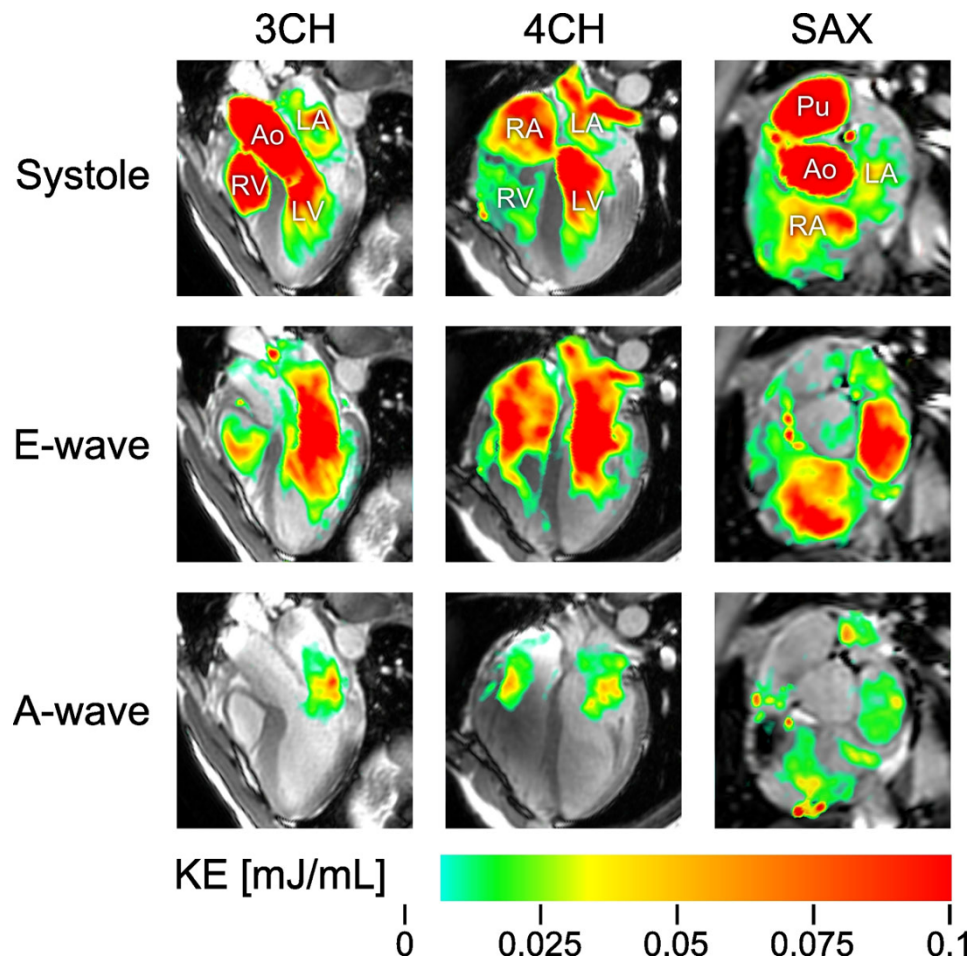 3CH 4CH SAX
Systole
Ao LA RV LV
RA LA RV LV
Pu Ao LA RA
E-wave
A-wave
KE [mJ/mL]
0 0.025 0.05 0.075 0.1